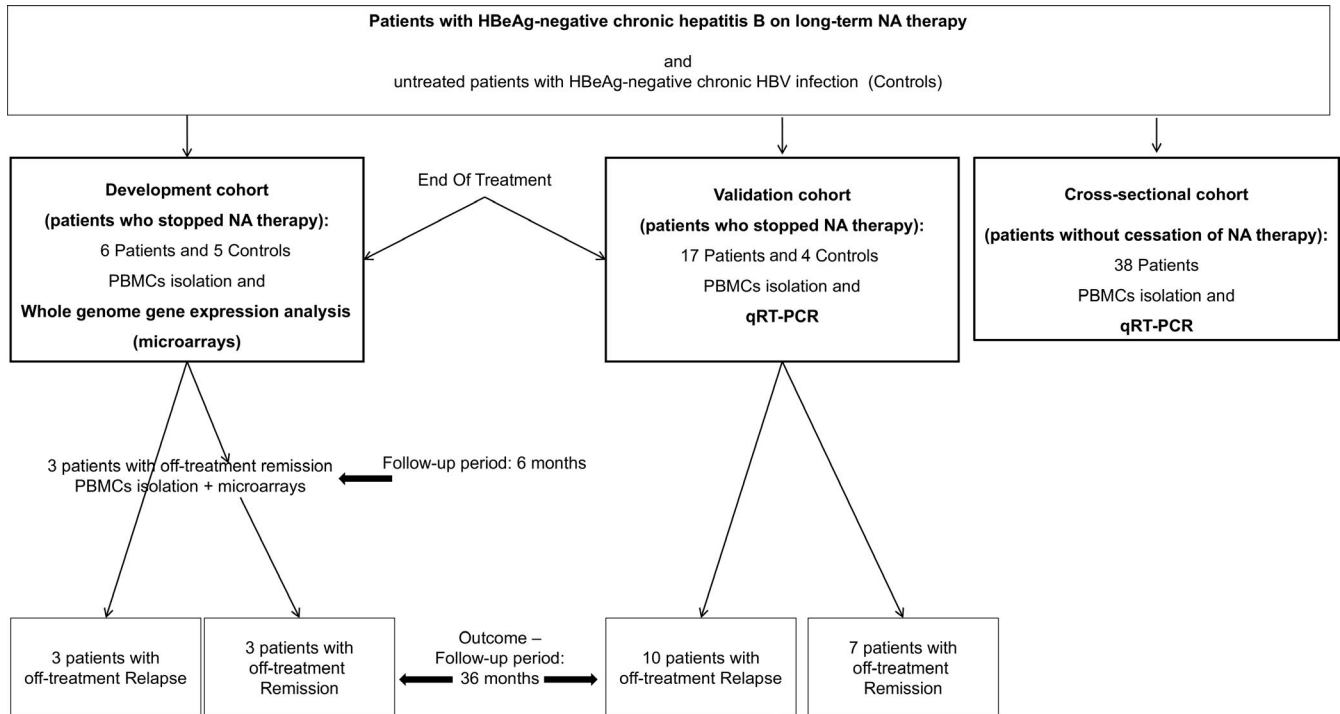 Patients with HBeAg-negative chronic hepatitis B on long-term NA therapy
and
untreated patients with HBeAg-negative chronic HBV infection (Controls)
Development cohort
(patients who stopped NA therapy):
6 Patients and 5 Controls
PBMCs isolation and
Whole genome gene expression analysis
(microarrays)
End Of Treatment
Validation cohort
(patients who stopped NA therapy):
17 Patients and 4 Controls
PBMCs isolation and
qRT-PCR
Cross-sectional cohort
(patients without cessation of NA therapy):
38 Patients
PBMCs isolation and
qRT-PCR
3 patients with off-treatment remission
PBMCs isolation + microarrays
Follow-up period: 6 months
3 patients with
off-treatment Relapse
3 patients with
off-treatment
Remission
Outcome –
Follow-up period:
36 months
10 patients with
off-treatment Relapse
7 patients with
off-treatment
Remission